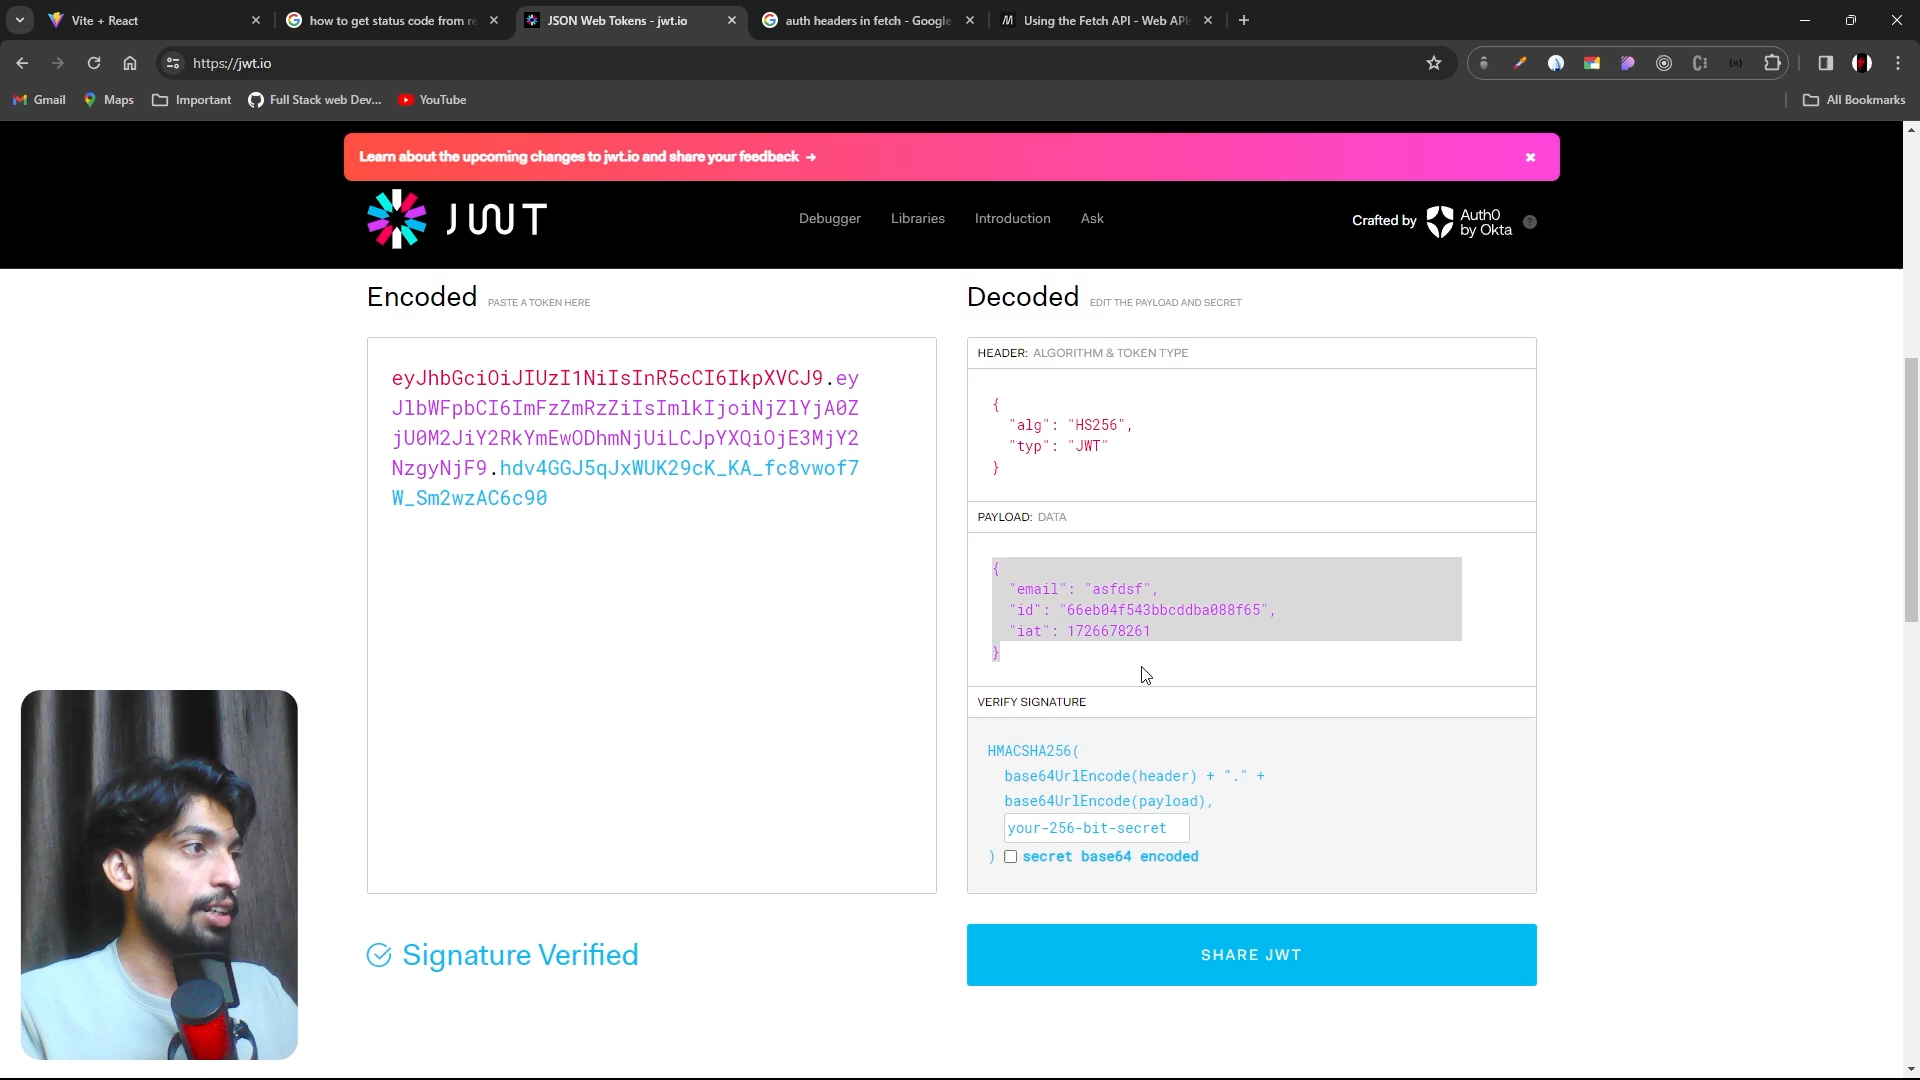 Vite + React
how to get status code from re
JSON Web Tokens - jwt.io
auth headers in fetch - Google
Using the Fetch API - Web API
https://jwt.io
Gmail
Maps
Important
Full Stack web Dev...
YouTube
All Bookmarks
Learn about the upcoming changes to jwt.io and share your feedback →
JWT
Debugger
Libraries
Introduction
Ask
Crafted by
Auth0
by Okta
?
Encoded PASTE A TOKEN HERE
Decoded EDIT THE PAYLOAD AND SECRET
eyJhbGciOiJIUzI1NiIsInR5cCI6IkpXVCJ9.ey
JlbWFpbCI6ImFzZmRzZiIsImlkIjoiNjZlYjA0Z
jU0M2JiY2RkYmEwODhmNjUiLCJpYXQiOjE3MjY2
NzgyNjF9.hdv4GGJ5qJxWUK29cK_KA_fc8vwof7
W_Sm2wzAC6c90
HEADER: ALGORITHM & TOKEN TYPE
{
"alg": "HS256",
"typ": "JWT"
}
PAYLOAD: DATA
{
"email": "asfdsf",
"id": "66eb04f543bbcddba088f65",
"iat": 1726678261
}
VERIFY SIGNATURE
HMACSHA256(
base64UrlEncode(header) + "." +
base64UrlEncode(payload),
your-256-bit-secret
) secret base64 encoded
Signature Verified
SHARE JWT